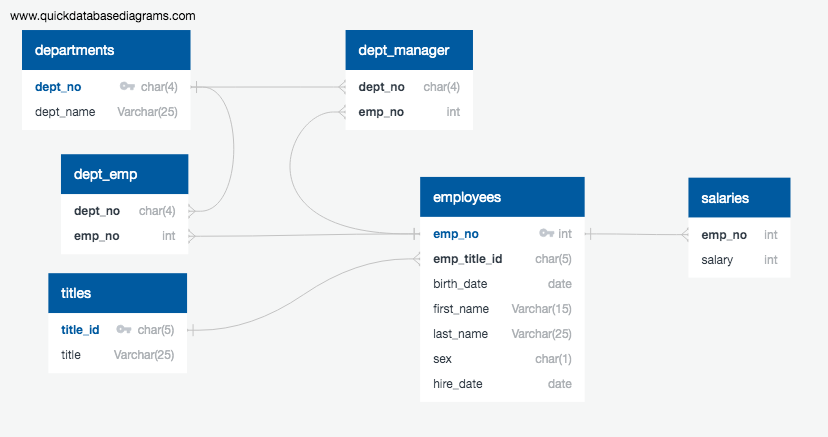 www.quickdatabasediagrams.com
departments
dept_no char(4)
dept_name Varchar(25)
dept_manager
dept_no char(4)
emp_no int
dept_emp
dept_no char(4)
emp_no int
employees
emp_no int
emp_title_id char(5)
birth_date date
first_name Varchar(15)
last_name Varchar(25)
sex char(1)
hire_date date
salaries
emp_no int
salary int
titles
title_id char(5)
title Varchar(25)